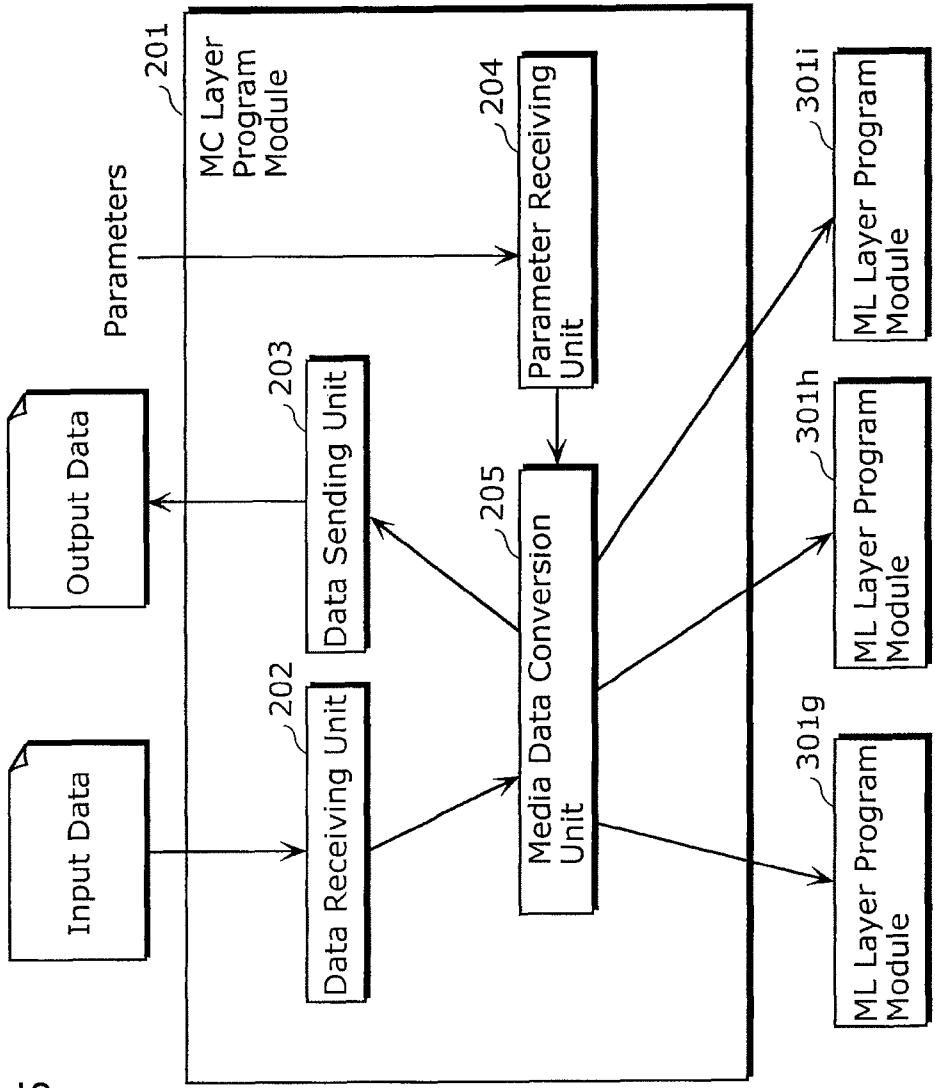 Input Data
Output Data
Parameters
201
MC Layer
Program
Module
202
Data Receiving Unit
203
Data Sending Unit
204
Parameter Receiving
Unit
205
Media Data Conversion
Unit
301g
ML Layer Program
Module
301h
ML Layer Program
Module
301i
ML Layer Program
Module